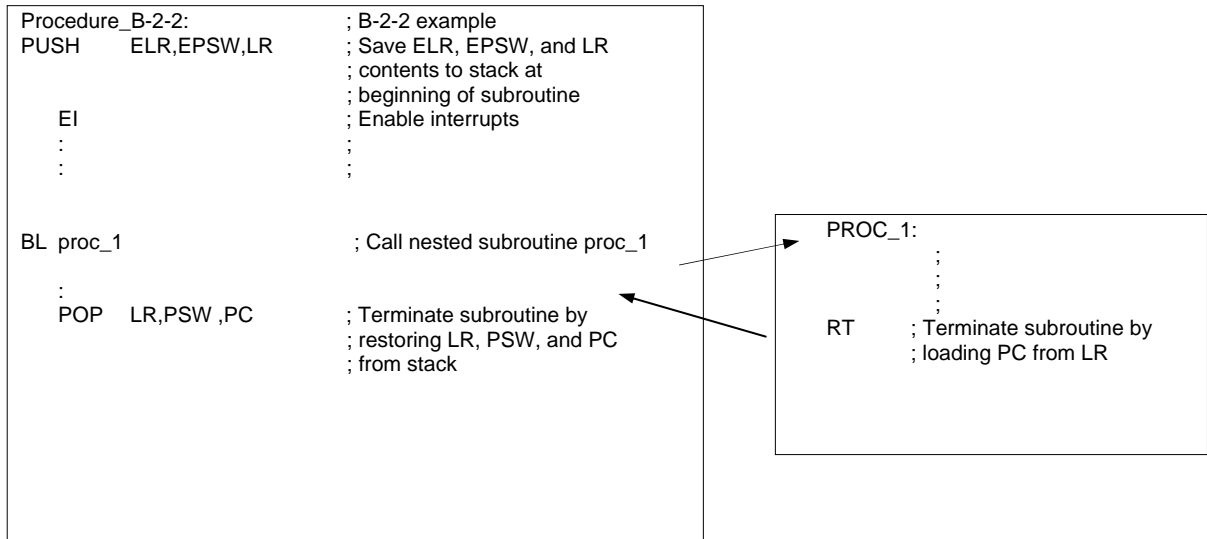 Procedure_B-2-2: ; B-2-2 example
PUSH ELR,EPSW,LR ; Save ELR, EPSW, and LR
; contents to stack at
; beginning of subroutine
EI ; Enable interrupts
: ;
: ;
BL proc_1 ; Call nested subroutine proc_1
:
POP LR,PSW ,PC ; Terminate subroutine by
; restoring LR, PSW, and PC
; from stack
PROC_1:
;
;
;
RT ; Terminate subroutine by
; loading PC from LR